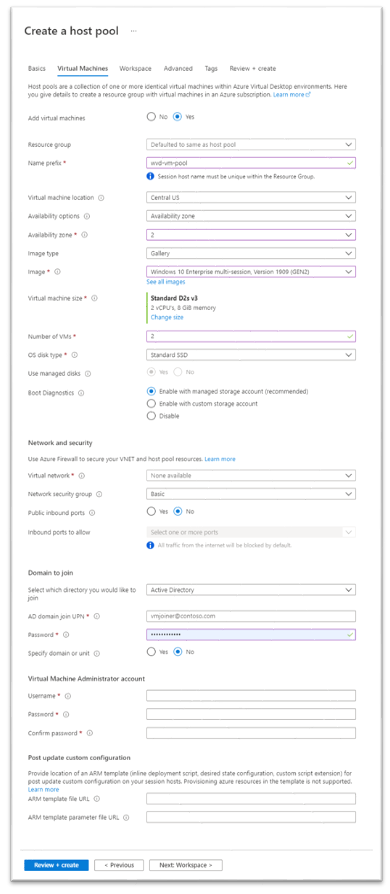 Create a host pool ...
Basics Virtual Machines Workspace Advanced Tags Review + create
Host pools are a collection of one or more identical virtual machines within Azure Virtual Desktop environments. Here
you give details to create a resource group with virtual machines in an Azure subscription. Learn more
Add virtual machines No Yes
Resource group Defaulted to same as host pool
Name prefix * wvd-vm-pool
Session host name must be unique within the Resource Group.
Virtual machine location Central US
Availability options Availability zone
Availability zone * 2
Image type Gallery
Image * Windows 10 Enterprise multi-session, Version 1909 (GEN2)
See all images
Virtual machine size * Standard D2s v3
2 vCPU's, 8 GiB memory
Change size
Number of VMs * 2
OS disk type * Standard SSD
Use managed disks Yes No
Boot Diagnostics Enable with managed storage account (recommended)
Enable with custom storage account
Disable
Network and security
Use Azure Firewall to secure your VNET and host pool resources. Learn more
Virtual network * None available
Network security group Basic
Public inbound ports Yes No
Inbound ports to allow Select one or more ports
All traffic from the internet will be blocked by default.
Domain to join
Select which directory you would like to Active Directory
join
AD domain join UPN * vmjoiner@contoso.com
Password * ••••••••••••
Specify domain or unit Yes No
Virtual Machine Administrator account
Username *
Password *
Confirm password *
Post update custom configuration
Provide location of an ARM template (inline deployment script, desired state configuration, custom script extension) for
post update custom configuration on your session hosts. Provisioning azure resources in the template is not supported.
Learn more
ARM template file URL
ARM template parameter file URL
Review + create < Previous Next: Workspace >